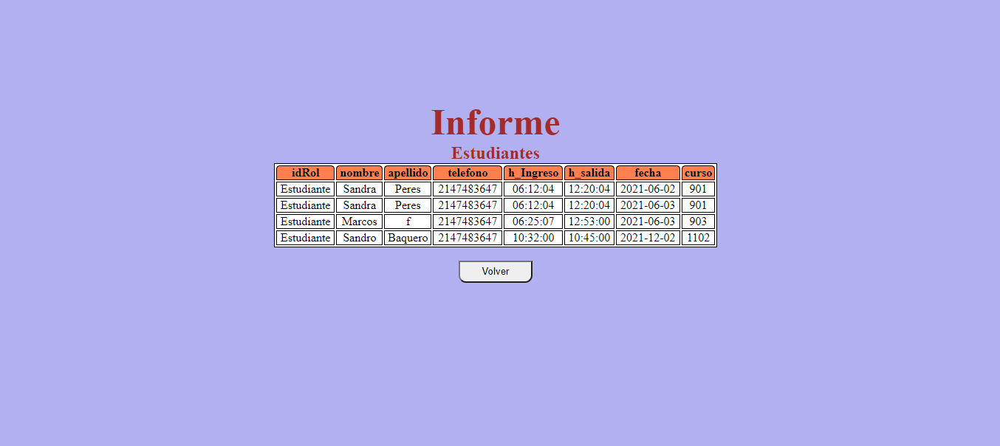 Informe
Estudiantes
idRol nombre apellido telefono h_Ingreso h_salida fecha curso
Estudiante Sandra Peres 2147483647 06:12:04 12:20:04 2021-06-02 901
Estudiante Sandra Peres 2147483647 06:12:04 12:20:04 2021-06-03 901
Estudiante Marcos f 2147483647 06:25:07 12:53:00 2021-06-03 903
Estudiante Sandro Baquero 2147483647 10:32:00 10:45:00 2021-12-02 1102
Volver